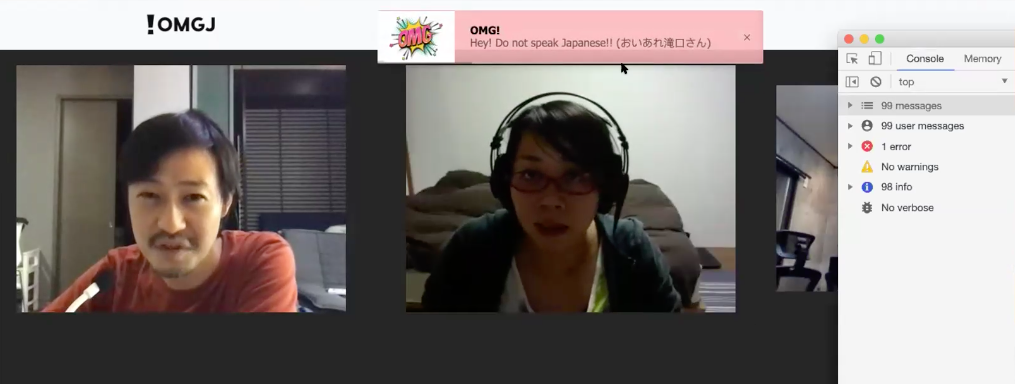 !OMGJ
OMG
OMG!
Hey! Do not speak Japanese!! (おいあれ滝口さん)
×
Console Memory
top
99 messages
99 user messages
1 error
No warnings
98 info
No verbose